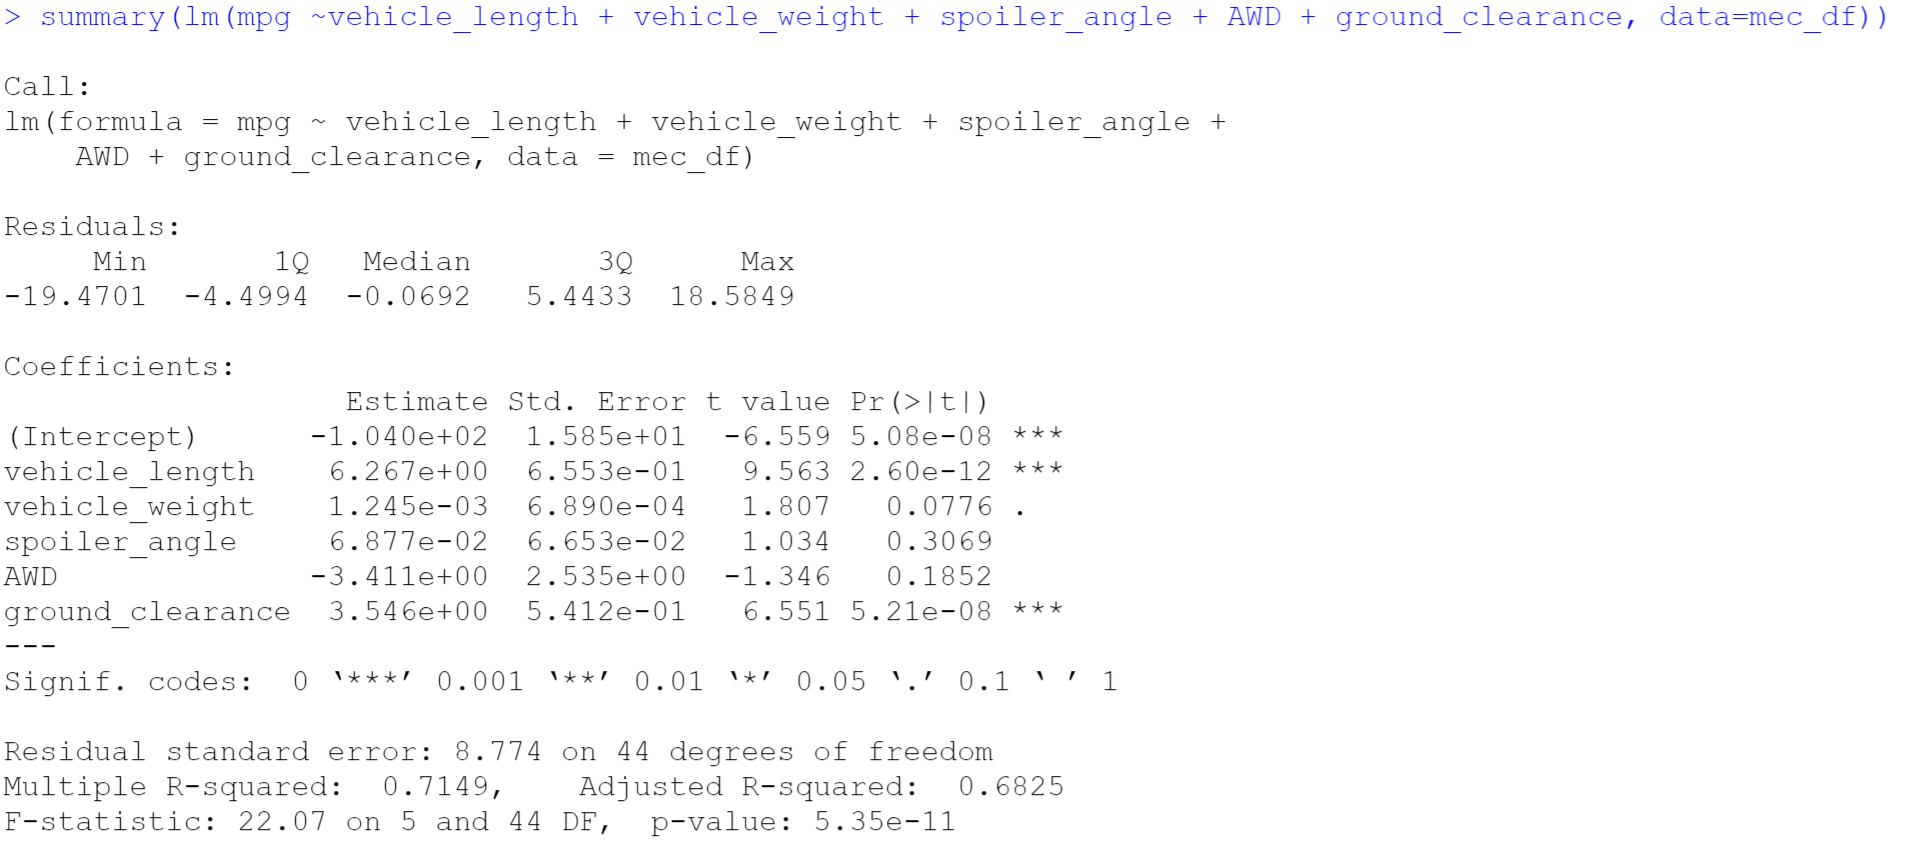 > summary(lm(mpg ~vehicle_length + vehicle_weight + spoiler_angle + AWD + ground_clearance, data=mec_df))
Call:
lm(formula = mpg ~ vehicle_length + vehicle_weight + spoiler_angle +
    AWD + ground_clearance, data = mec_df)
Residuals:
     Min       1Q   Median       3Q      Max
-19.4701  -4.4994  -0.0692   5.4433  18.5849
Coefficients:
                   Estimate Std. Error t value Pr(>|t|)
(Intercept)      -1.040e+02  1.585e+01  -6.559 5.08e-08 ***
vehicle_length    6.267e+00  6.553e-01   9.563 2.60e-12 ***
vehicle_weight    1.245e-03  6.890e-04   1.807   0.0776 .
spoiler_angle     6.877e-02  6.653e-02   1.034   0.3069
AWD              -3.411e+00  2.535e+00  -1.346   0.1852
ground_clearance  3.546e+00  5.412e-01   6.551 5.21e-08 ***
---
Signif. codes:  0 ‘***’ 0.001 ‘**’ 0.01 ‘*’ 0.05 ‘.’ 0.1 ‘ ’ 1
Residual standard error: 8.774 on 44 degrees of freedom
Multiple R-squared:  0.7149,    Adjusted R-squared:  0.6825
F-statistic: 22.07 on 5 and 44 DF,  p-value: 5.35e-11